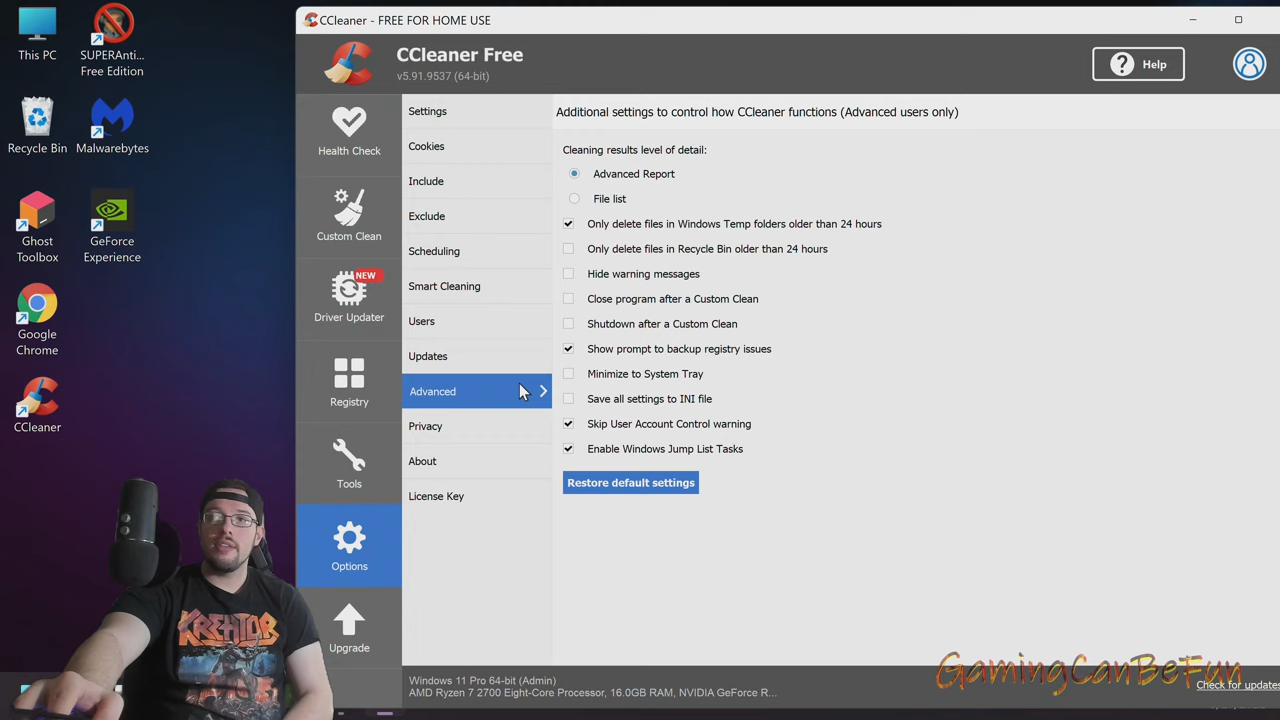 This PC
SUPERAnti...
Free Edition
Recycle Bin
Malwarebytes
Ghost
Toolbox
GeForce
Experience
Google
Chrome
CCleaner
CCleaner - FREE FOR HOME USE
CCleaner Free
v5.91.9537 (64-bit)
Help
Health Check
Custom Clean
NEW
Driver Updater
Registry
Tools
Options
Upgrade
Settings
Cookies
Include
Exclude
Scheduling
Smart Cleaning
Users
Updates
Advanced
Privacy
About
License Key
Additional settings to control how CCleaner functions (Advanced users only)
Cleaning results level of detail:
Advanced Report
File list
Only delete files in Windows Temp folders older than 24 hours
Only delete files in Recycle Bin older than 24 hours
Hide warning messages
Close program after a Custom Clean
Shutdown after a Custom Clean
Show prompt to backup registry issues
Minimize to System Tray
Save all settings to INI file
Skip User Account Control warning
Enable Windows Jump List Tasks
Restore default settings
KREATOR
Windows 11 Pro 64-bit (Admin)
AMD Ryzen 7 2700 Eight-Core Processor, 16.0GB RAM, NVIDIA GeForce R...
GamingCanBeFun
Check for updates